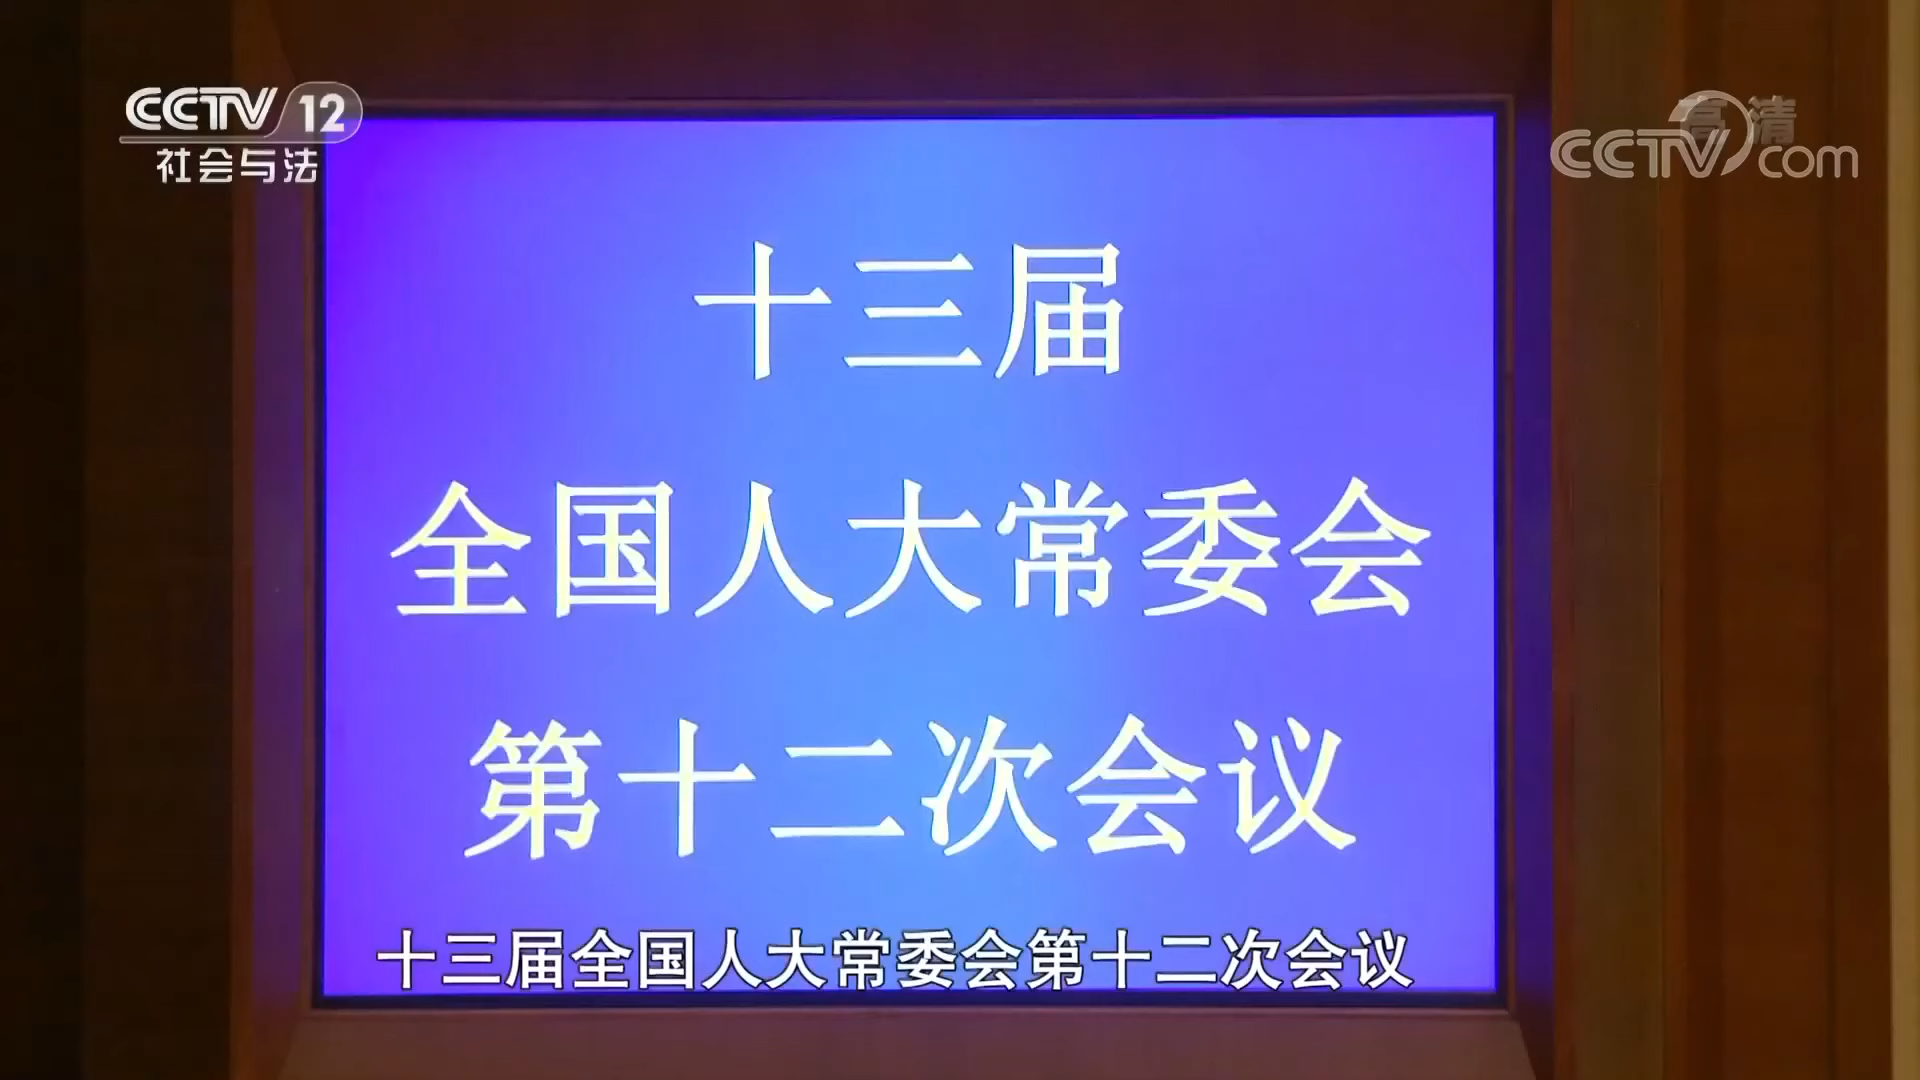 CCTV 12
社会与法
高清
CCTV com
十三届
全国人大常委会
第十二次会议
十三届全国人大常委会第十二次会议